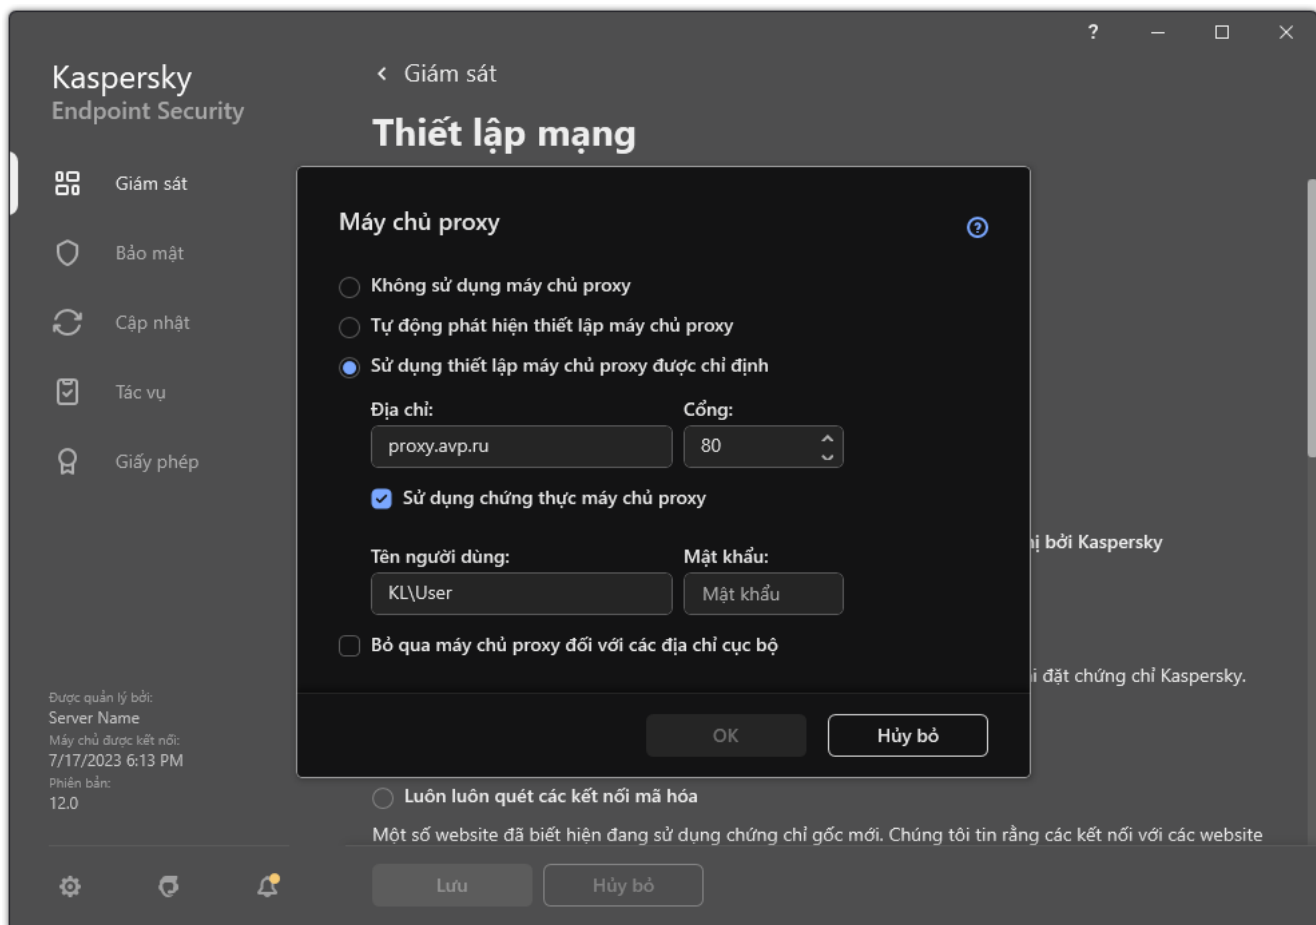 ?
Kaspersky
Endpoint Security
Giám sát
Bảo mật
Cập nhật
Tác vụ
Giấy phép
Được quản lý bởi:
Server Name
Máy chủ được kết nối:
7/17/2023 6:13 PM
Phiên bản:
12.0
Giám sát
Thiết lập mạng
Máy chủ proxy
?
Không sử dụng máy chủ proxy
Tự động phát hiện thiết lập máy chủ proxy
Sử dụng thiết lập máy chủ proxy được chỉ định
Địa chỉ: Cổng:
proxy.avp.ru 80
Sử dụng chứng thực máy chủ proxy
Tên người dùng: Mật khẩu:
KL\User Mật khẩu
Bỏ qua máy chủ proxy đối với các địa chỉ cục bộ
OK Hủy bỏ
bởi Kaspersky
đặt chứng chỉ Kaspersky.
Luôn luôn quét các kết nối mã hóa
Một số website đã biết hiện đang sử dụng chứng chỉ gốc mới. Chúng tôi tin rằng các kết nối với các website
Lưu Hủy bỏ